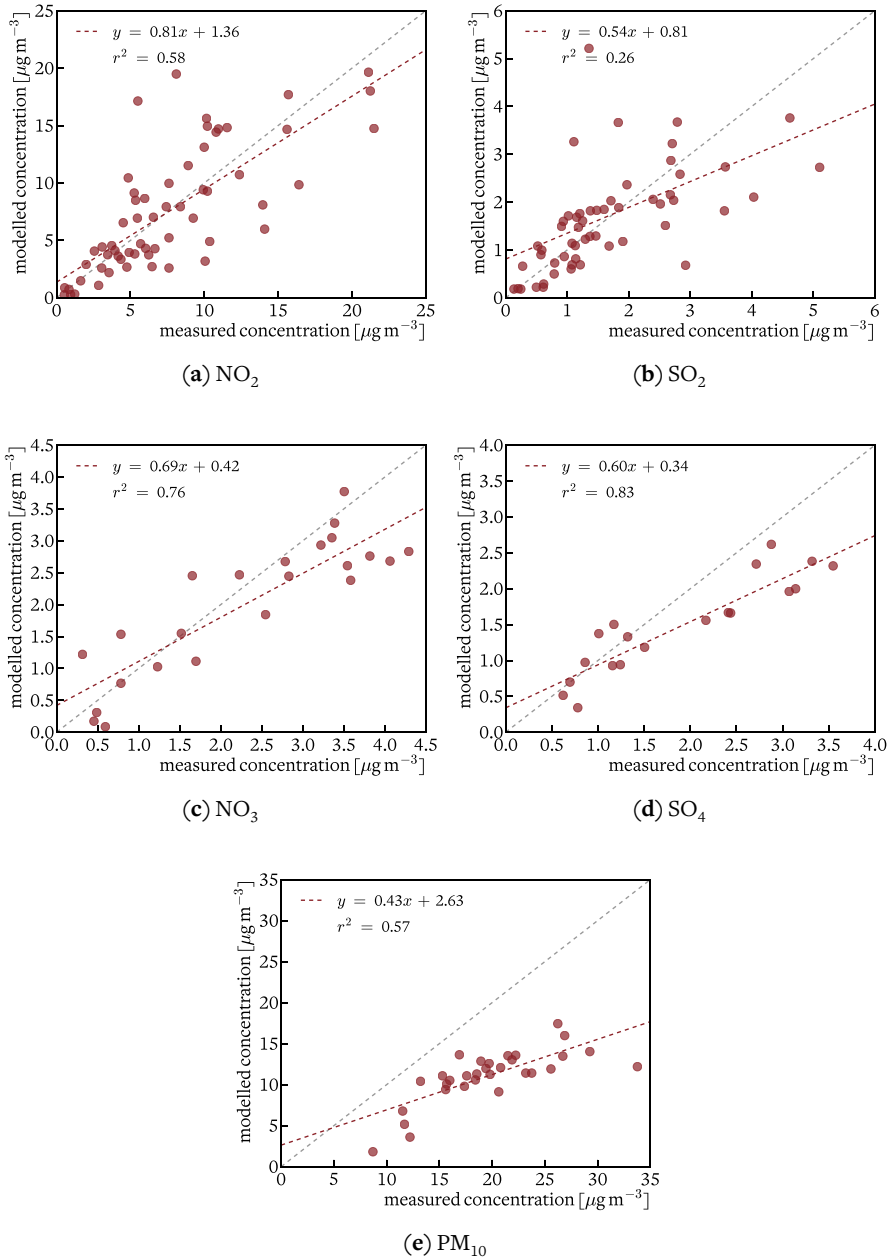 25
20
15
10
5
0
modelled concentration [μg m−3]
y = 0.81x + 1.36
r2 = 0.58
0 5 10 15 20 25
measured concentration [μg m−3]
(a) NO2
6
5
4
3
2
1
0
modelled concentration [μg m−3]
y = 0.54x + 0.81
r2 = 0.26
0 1 2 3 4 5 6
measured concentration [μg m−3]
(b) SO2
4.5
4.0
3.5
3.0
2.5
2.0
1.5
1.0
0.5
0.0
modelled concentration [μg m−3]
y = 0.69x + 0.42
r2 = 0.76
0.0 0.5 1.0 1.5 2.0 2.5 3.0 3.5 4.0 4.5
measured concentration [μg m−3]
(c) NO3
4.0
3.5
3.0
2.5
2.0
1.5
1.0
0.5
0.0
modelled concentration [μg m−3]
y = 0.60x + 0.34
r2 = 0.83
0.0 0.5 1.0 1.5 2.0 2.5 3.0 3.5 4.0
measured concentration [μg m−3]
(d) SO4
35
30
25
20
15
10
5
0
modelled concentration [μg m−3]
y = 0.43x + 2.63
r2 = 0.57
0 5 10 15 20 25 30 35
measured concentration [μg m−3]
(e) PM10